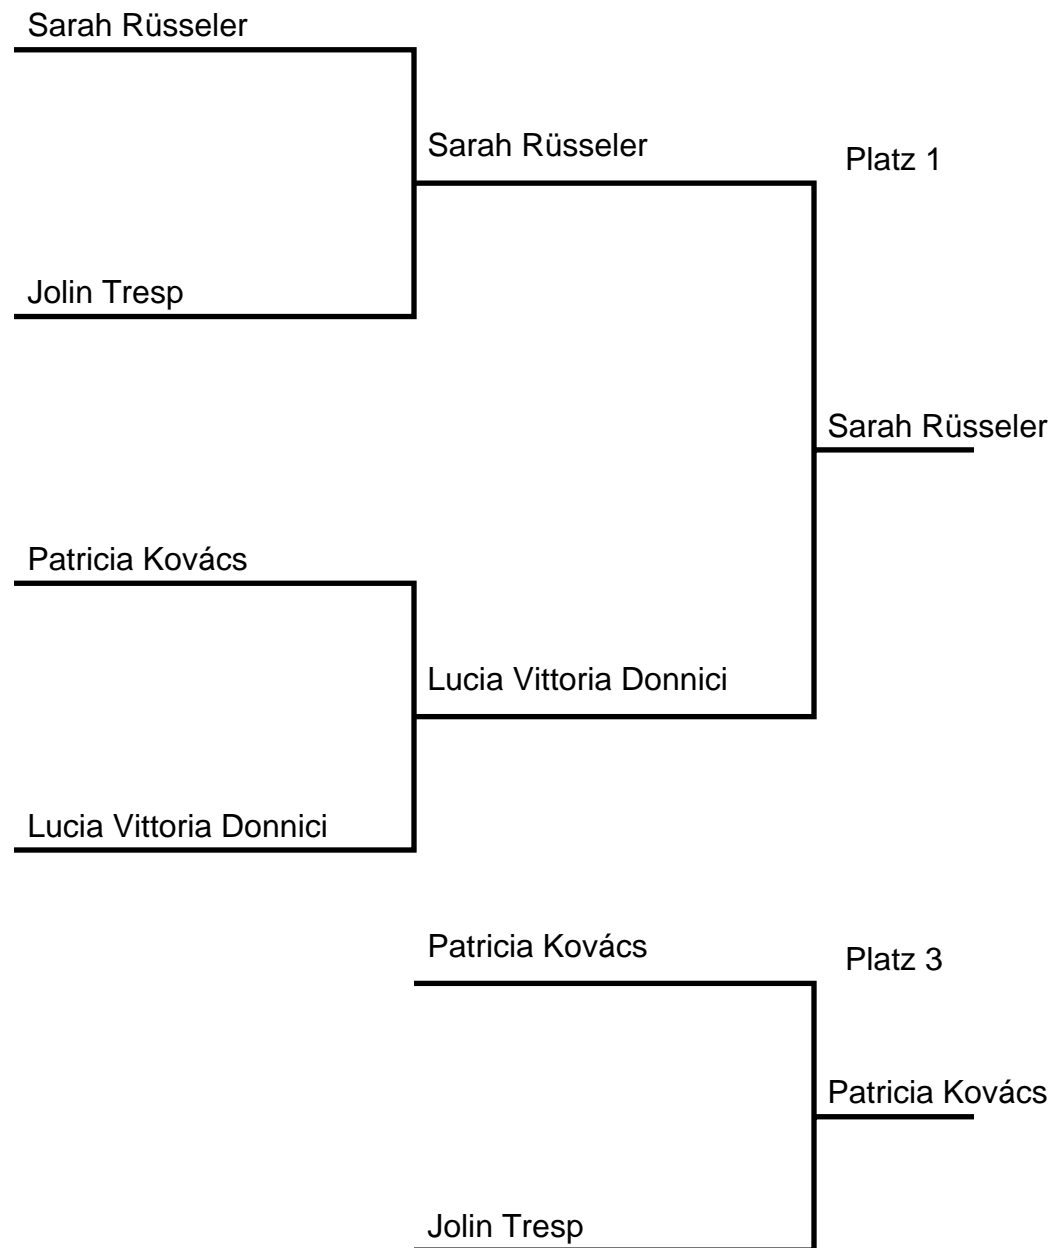 Sarah Rüsseler
Sarah Rüsseler
Platz 1
Jolin Tresp
Sarah Rüsseler
Patricia Kovács
Lucia Vittoria Donnici
Lucia Vittoria Donnici
Patricia Kovács
Platz 3
Patricia Kovács
Jolin Tresp